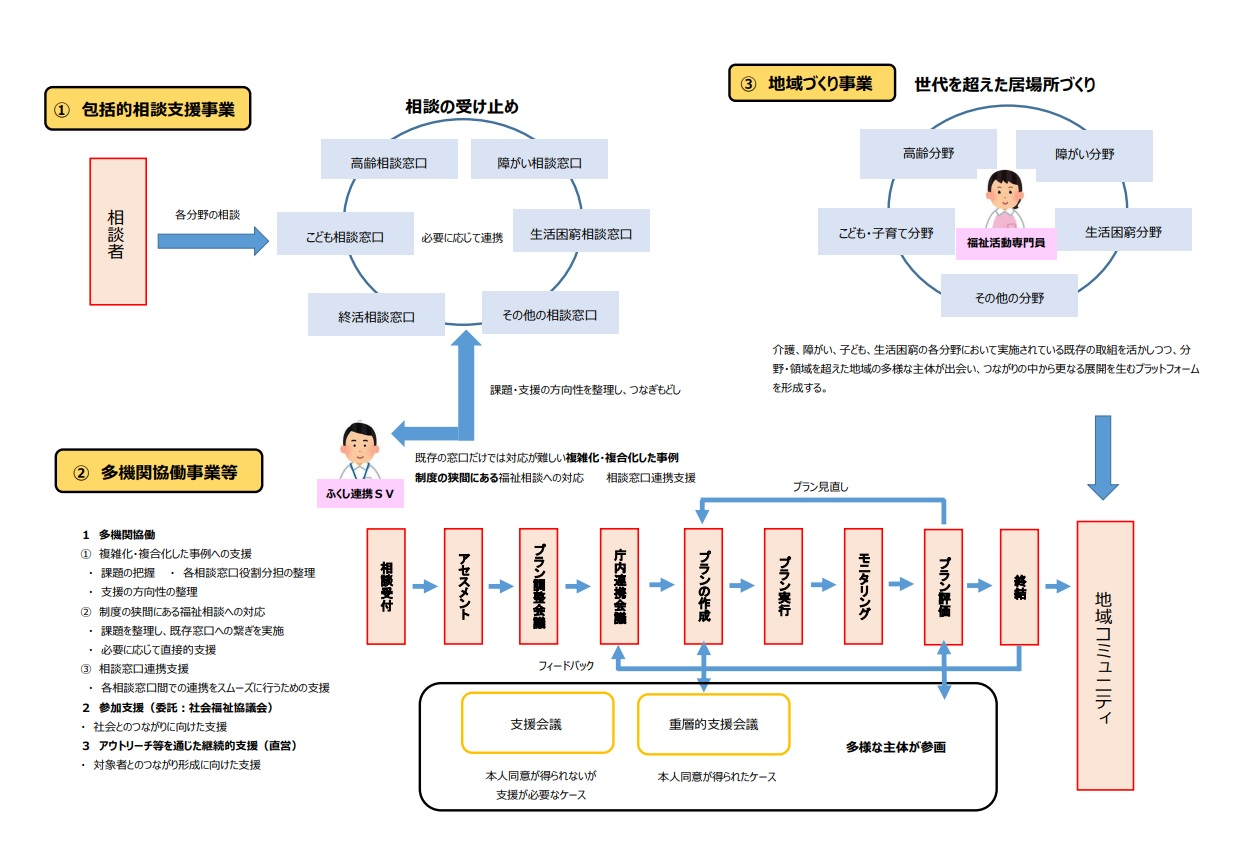 ① 包括的相談支援事業
相談の受け止め
高齢相談窓口
障がい相談窓口
相談者
各分野の相談
こども相談窓口
必要に応じて連携
生活困窮相談窓口
終活相談窓口
その他の相談窓口
課題・支援の方向性を整理し、つなぎもどし
③ 地域づくり事業
世代を超えた居場所づくり
高齢分野
障がい分野
こども・子育て分野
福祉活動専門員
生活困窮分野
その他の分野
介護、障がい、子ども、生活困窮の各分野において実施されている既存の取組を活かしつつ、分
野・領域を超えた地域の多様な主体が出会い、つながりの中から更なる展開を生むプラットフォーム
を形成する。
② 多機関協働事業等
ふくし連携SV
既存の窓口だけでは対応が難しい複雑化・複合化した事例
制度の狭間にある福祉相談への対応 相談窓口連携支援
1 多機関協働
① 複雑化・複合化した事例への支援
・ 課題の把握 ・ 各相談窓口役割分担の整理
・ 支援の方向性の整理
② 制度の狭間にある福祉相談への対応
・ 課題を整理し、既存窓口への繋ぎを実施
・ 必要に応じて直接的支援
③ 相談窓口連携支援
・ 各相談窓口間での連携をスムーズに行うための支援
2 参加支援（委託：社会福祉協議会）
・ 社会とのつながりに向けた支援
3 アウトリーチ等を通じた継続的支援（直営）
・ 対象者とのつながり形成に向けた支援
プラン見直し
相談受付
アセスメント
プラン調整会議
庁内連携会議
プランの作成
プラン実行
モニタリング
プラン評価
終結
地域コミュニティ
フィードバック
支援会議
重層的支援会議
多様な主体が参画
本人同意が得られないが
支援が必要なケース
本人同意が得られたケース